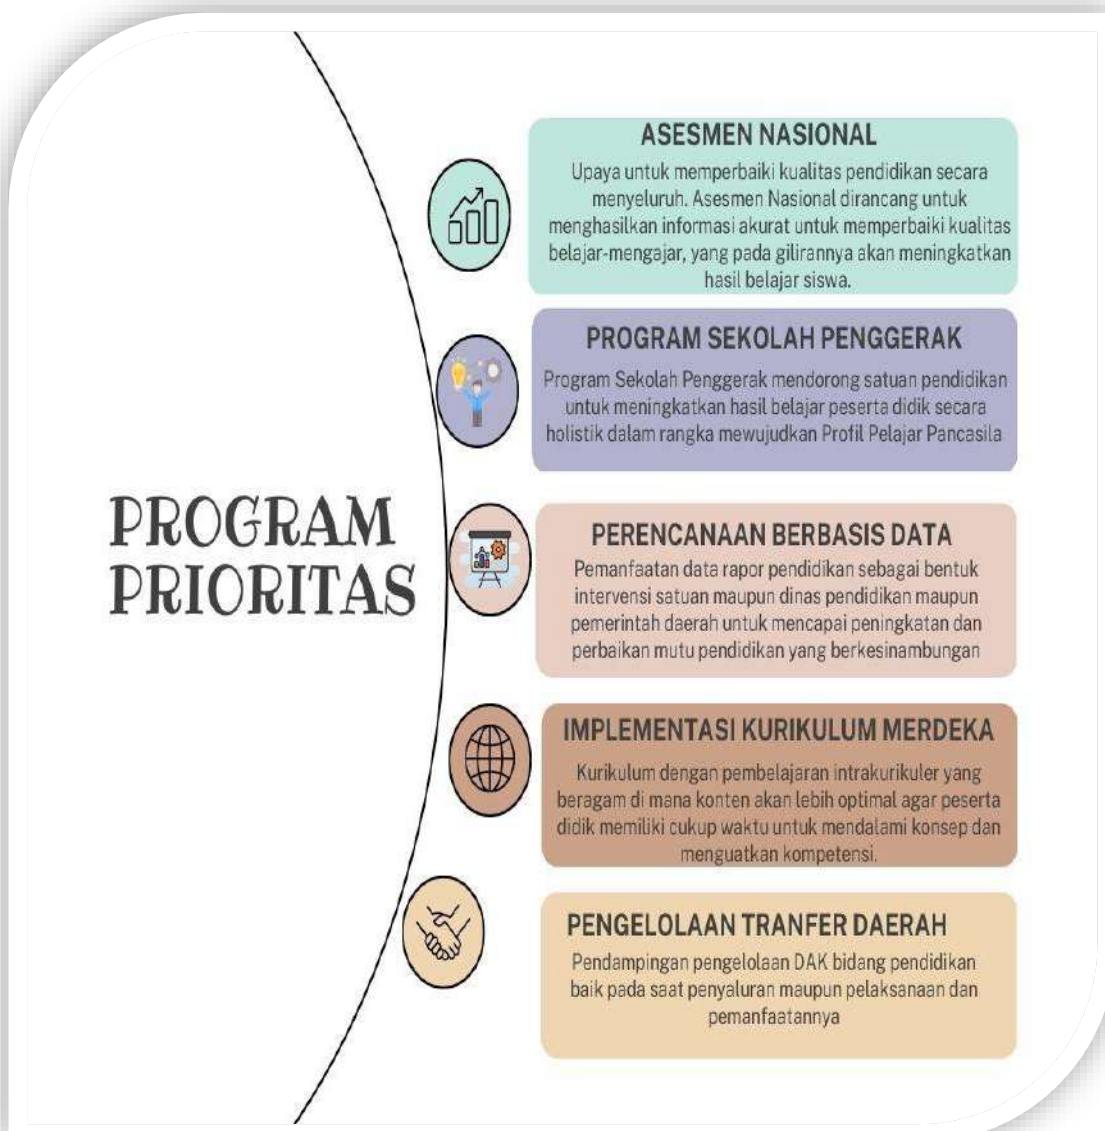 PROGRAM
PRIORITAS
ASESMEN NASIONAL
Upaya untuk memperbaiki kualitas pendidikan secara
menyeluruh. Asesmen Nasional dirancang untuk
menghasilkan informasi akurat untuk memperbaiki kualitas
belajar-mengajar, yang pada gilirannya akan meningkatkan
hasil belajar siswa.
PROGRAM SEKOLAH PENGGERAK
Program Sekolah Penggerak mendorong satuan pendidikan
untuk meningkatkan hasil belajar peserta didik secara
holistik dalam rangka mewujudkan Profil Pelajar Pancasila
PERENCANAAN BERBASIS DATA
Pemanfaatan data rapor pendidikan sebagai bentuk
intervensi satuan maupun dinas pendidikan maupun
pemerintah daerah untuk mencapai peningkatan dan
perbaikan mutu pendidikan yang berkesinambungan
IMPLEMENTASI KURIKULUM MERDEKA
Kurikulum dengan pembelajaran intrakurikuler yang
beragam di mana konten akan lebih optimal agar peserta
didik memiliki cukup waktu untuk mendalami konsep dan
menguatkan kompetensi.
PENGELOLAAN TRANFER DAERAH
Pendampingan pengelolaan DAK bidang pendidikan
baik pada saat penyaluran maupun pelaksanaan dan
pemanfaatannya